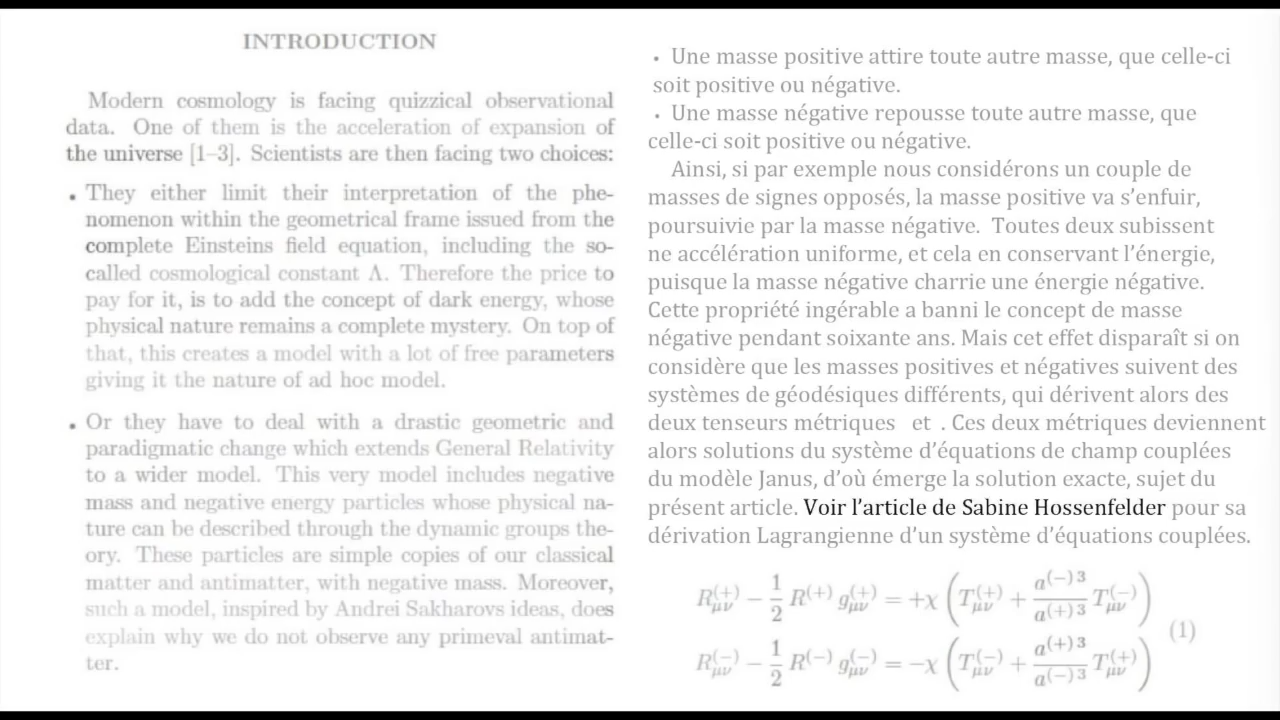 INTRODUCTION
Modern cosmology is facing quizzical observational
data. One of them is the acceleration of expansion of
the universe [1–3]. Scientists are then facing two choices:
• They either limit their interpretation of the phe-
nomenon within the geometrical frame issued from the
complete Einsteins field equation, including the so-
called cosmological constant Λ. Therefore the price to
pay for it, is to add the concept of dark energy, whose
physical nature remains a complete mystery. On top of
that, this creates a model with a lot of free parameters
giving it the nature of ad hoc model.
• Or they have to deal with a drastic geometric and
paradigmatic change which extends General Relativity
to a wider model. This very model includes negative
mass and negative energy particles whose physical na-
ture can be described through the dynamic groups the-
ory. These particles are simple copies of our classical
matter and antimatter, with negative mass. Moreover,
such a model, inspired by Andrei Sakharovs ideas, does
explain why we do not observe any primeval antimat-
ter.
• Une masse positive attire toute autre masse, que celle-ci
soit positive ou négative.
• Une masse négative repousse toute autre masse, que
celle-ci soit positive ou négative.
Ainsi, si par exemple nous considérons un couple de
masses de signes opposés, la masse positive va s’enfuir,
poursuivie par la masse négative. Toutes deux subissent
ne accélération uniforme, et cela en conservant l’énergie,
puisque la masse négative charrie une énergie négative.
Cette propriété ingérable a banni le concept de masse
négative pendant soixante ans. Mais cet effet disparaît si on
considère que les masses positives et négatives suivent des
systèmes de géodésiques différents, qui dérivent alors des
deux tenseurs métriques et . Ces deux métriques deviennent
alors solutions du système d’équations de champ couplées
du modèle Janus, d’où émerge la solution exacte, sujet du
présent article. Voir l’article de Sabine Hossenfelder pour sa
dérivation Lagrangienne d’un système d’équations couplées.
R_{μν}^{(+)} − 1/2 R^{(+)} g_{μν}^{(+)} = +χ ( T_{μν}^{(+)} + a^{(−)3}/a^{(+)3} T_{μν}^{(−)} )
R_{μν}^{(−)} − 1/2 R^{(−)} g_{μν}^{(−)} = −χ ( T_{μν}^{(−)} + a^{(+)3}/a^{(−)3} T_{μν}^{(+)} )
(1)